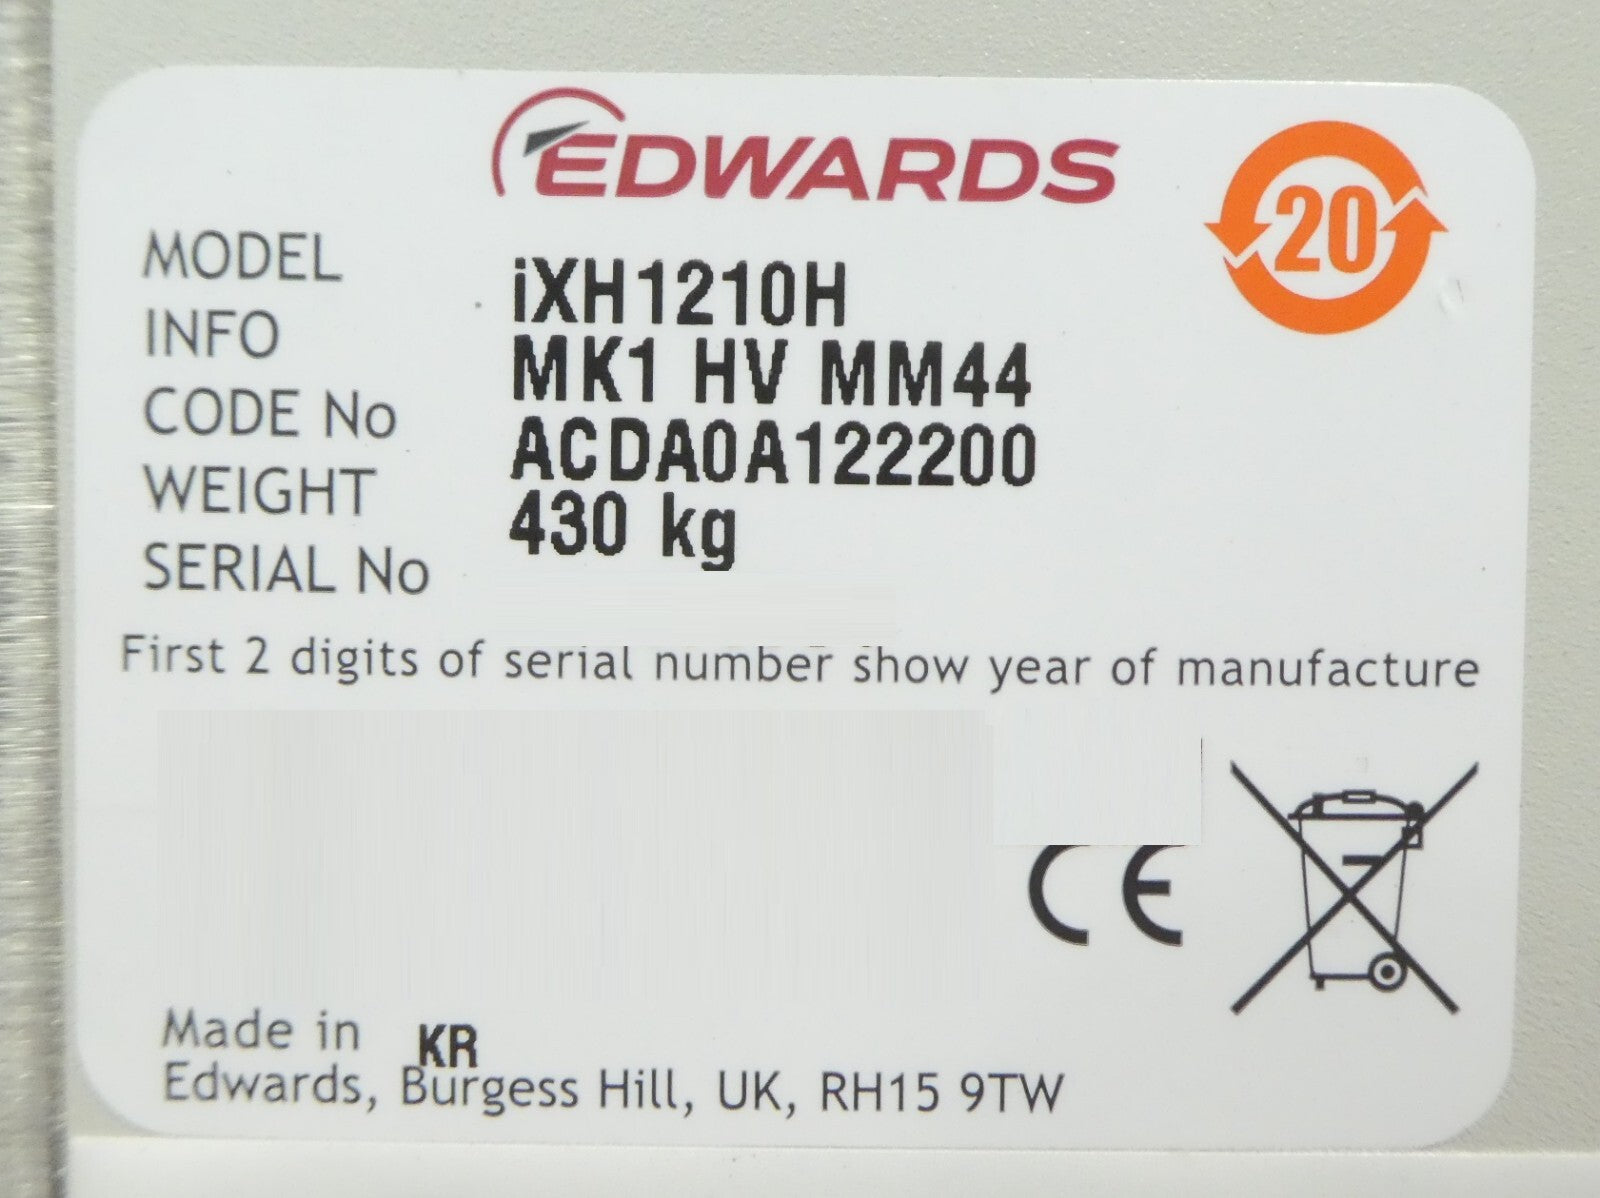 EDWARDS
20
MODEL iXH1210H
INFO MK1 HV MM44
CODE No ACDA0A122200
WEIGHT 430 kg
SERIAL No
First 2 digits of serial number show year of manufacture
CE
Made in KR
Edwards, Burgess Hill, UK, RH15 9TW